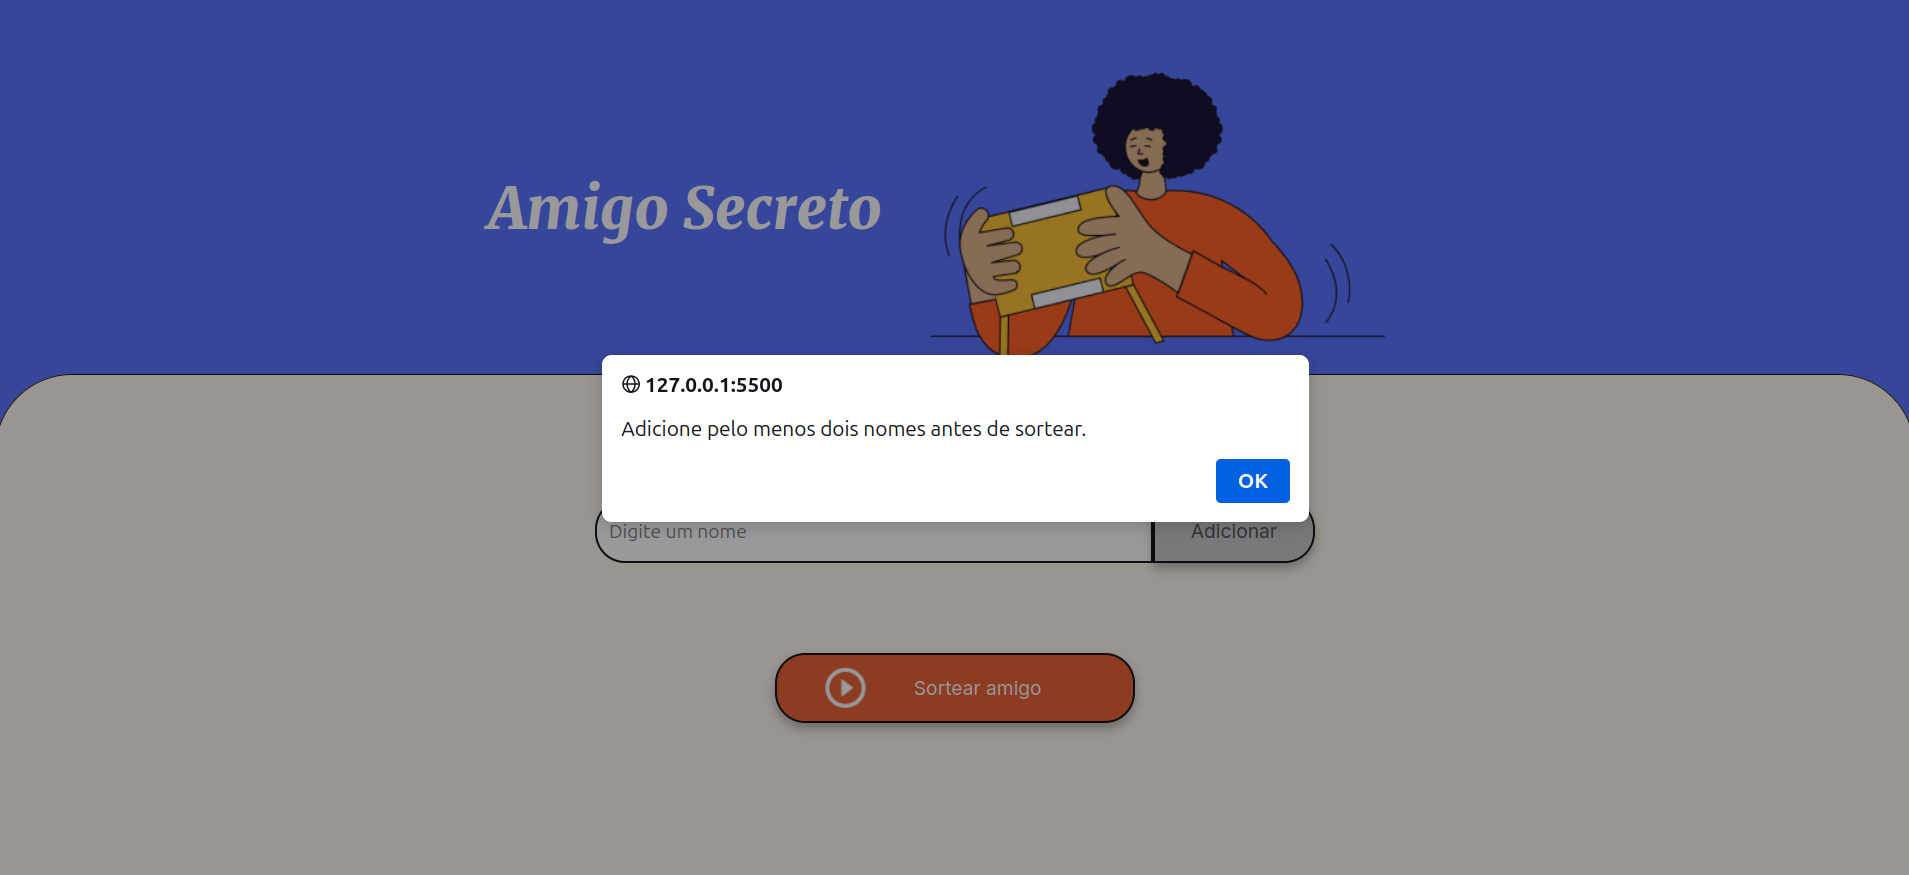 Amigo Secreto
127.0.0.1:5500
Adicione pelo menos dois nomes antes de sortear.
OK
Digite um nome
Adicionar
Sortear amigo